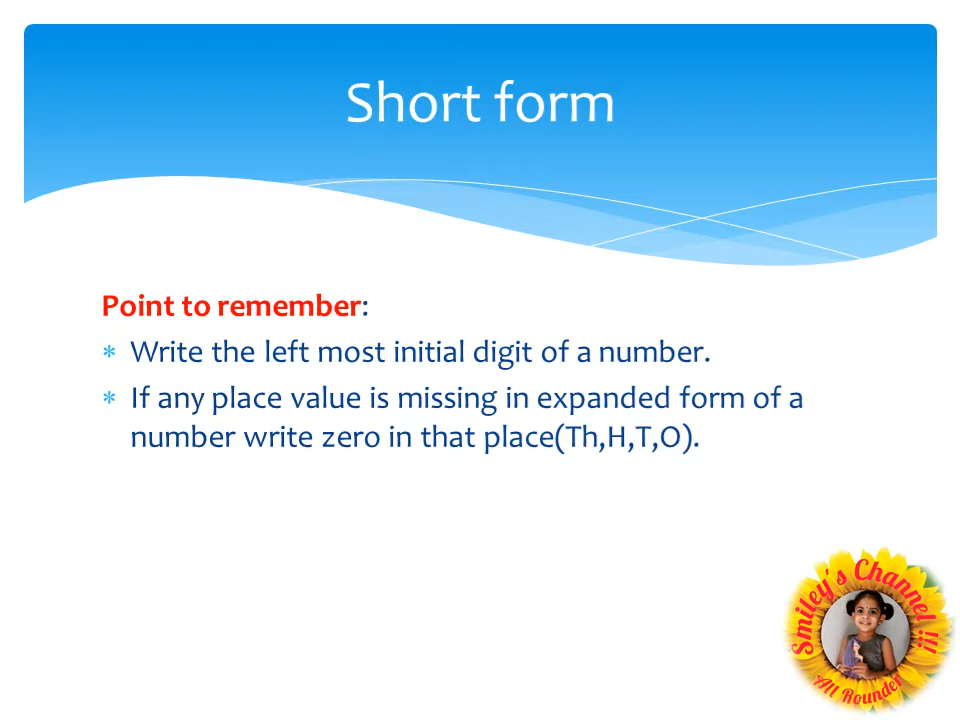 Short form
Point to remember:
* Write the left most initial digit of a number.
* If any place value is missing in expanded form of a
number write zero in that place(Th,H,T,O).
Smiley's Channel !!!
All Rounder